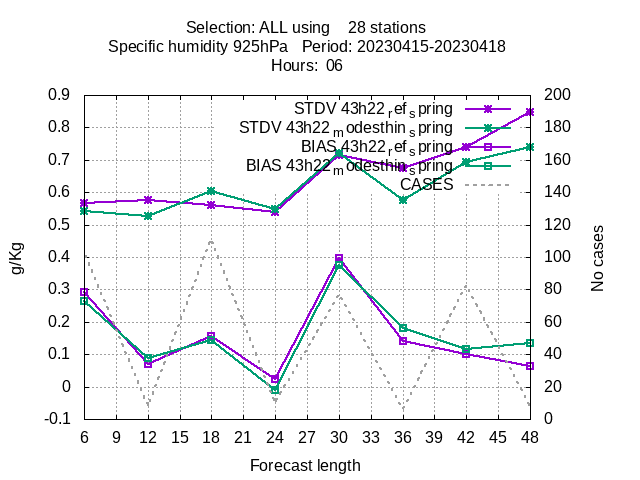 Selection: ALL using 28 stations
Specific humidity 925hPa Period: 20230415-20230418
Hours: 06
STDV 43h22_ref_spring
STDV 43h22_modesthin_spring
BIAS 43h22_ref_spring
BIAS 43h22_modesthin_spring
CASES
0.9
0.8
0.7
0.6
0.5
0.4
0.3
0.2
0.1
0
-0.1
g/Kg
200
180
160
140
120
100
80
60
40
20
0
No cases
6 9 12 15 18 21 24 27 30 33 36 39 42 45 48
Forecast length